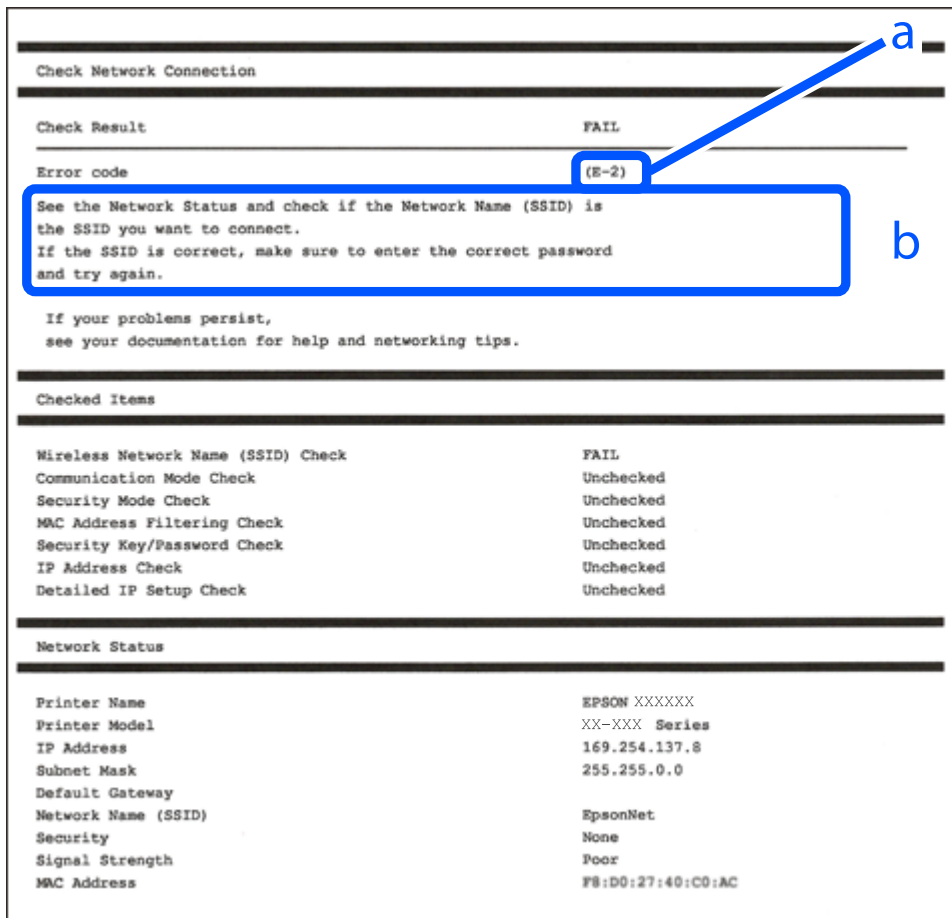 a
Check Network Connection
Check Result FAIL
Error code (E-2)
See the Network Status and check if the Network Name (SSID) is
the SSID you want to connect.
If the SSID is correct, make sure to enter the correct password
and try again.
b
If your problems persist,
see your documentation for help and networking tips.
Checked Items
Wireless Network Name (SSID) Check FAIL
Communication Mode Check Unchecked
Security Mode Check Unchecked
MAC Address Filtering Check Unchecked
Security Key/Password Check Unchecked
IP Address Check Unchecked
Detailed IP Setup Check Unchecked
Network Status
Printer Name EPSON XXXXXX
Printer Model XX-XXX Series
IP Address 169.254.137.8
Subnet Mask 255.255.0.0
Default Gateway
Network Name (SSID) EpsonNet
Security None
Signal Strength Poor
MAC Address F8:D0:27:40:C0:AC